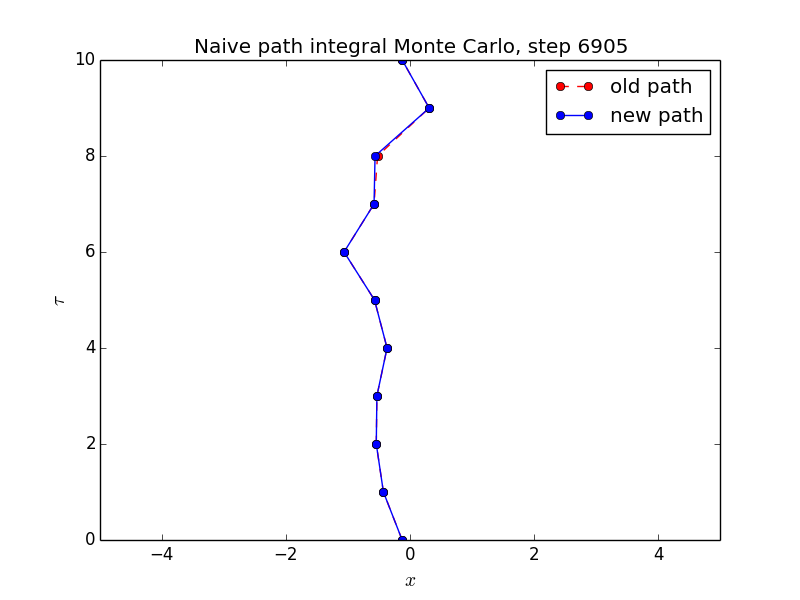 Naive path integral Monte Carlo, step 6905
old path
new path
10
8
6
4
2
0
τ
−4 −2 0 2 4
x